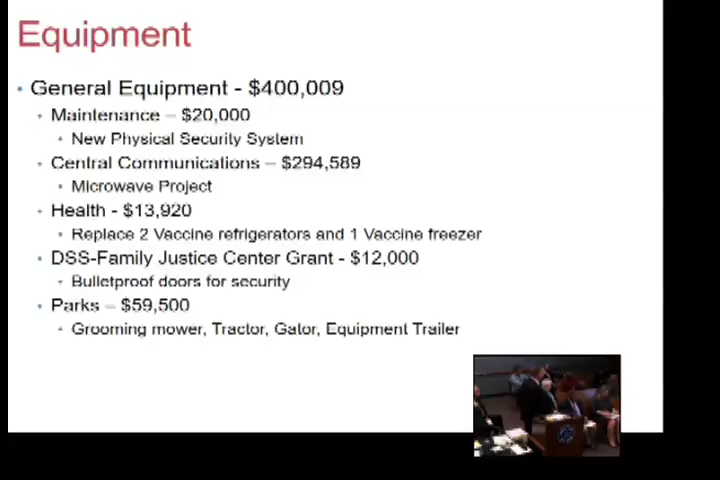 Equipment
• General Equipment - $400,009
• Maintenance – $20,000
• New Physical Security System
• Central Communications – $294,589
• Microwave Project
• Health - $13,920
• Replace 2 Vaccine refrigerators and 1 Vaccine freezer
• DSS-Family Justice Center Grant - $12,000
• Bulletproof doors for security
• Parks – $59,500
• Grooming mower, Tractor, Gator, Equipment Trailer